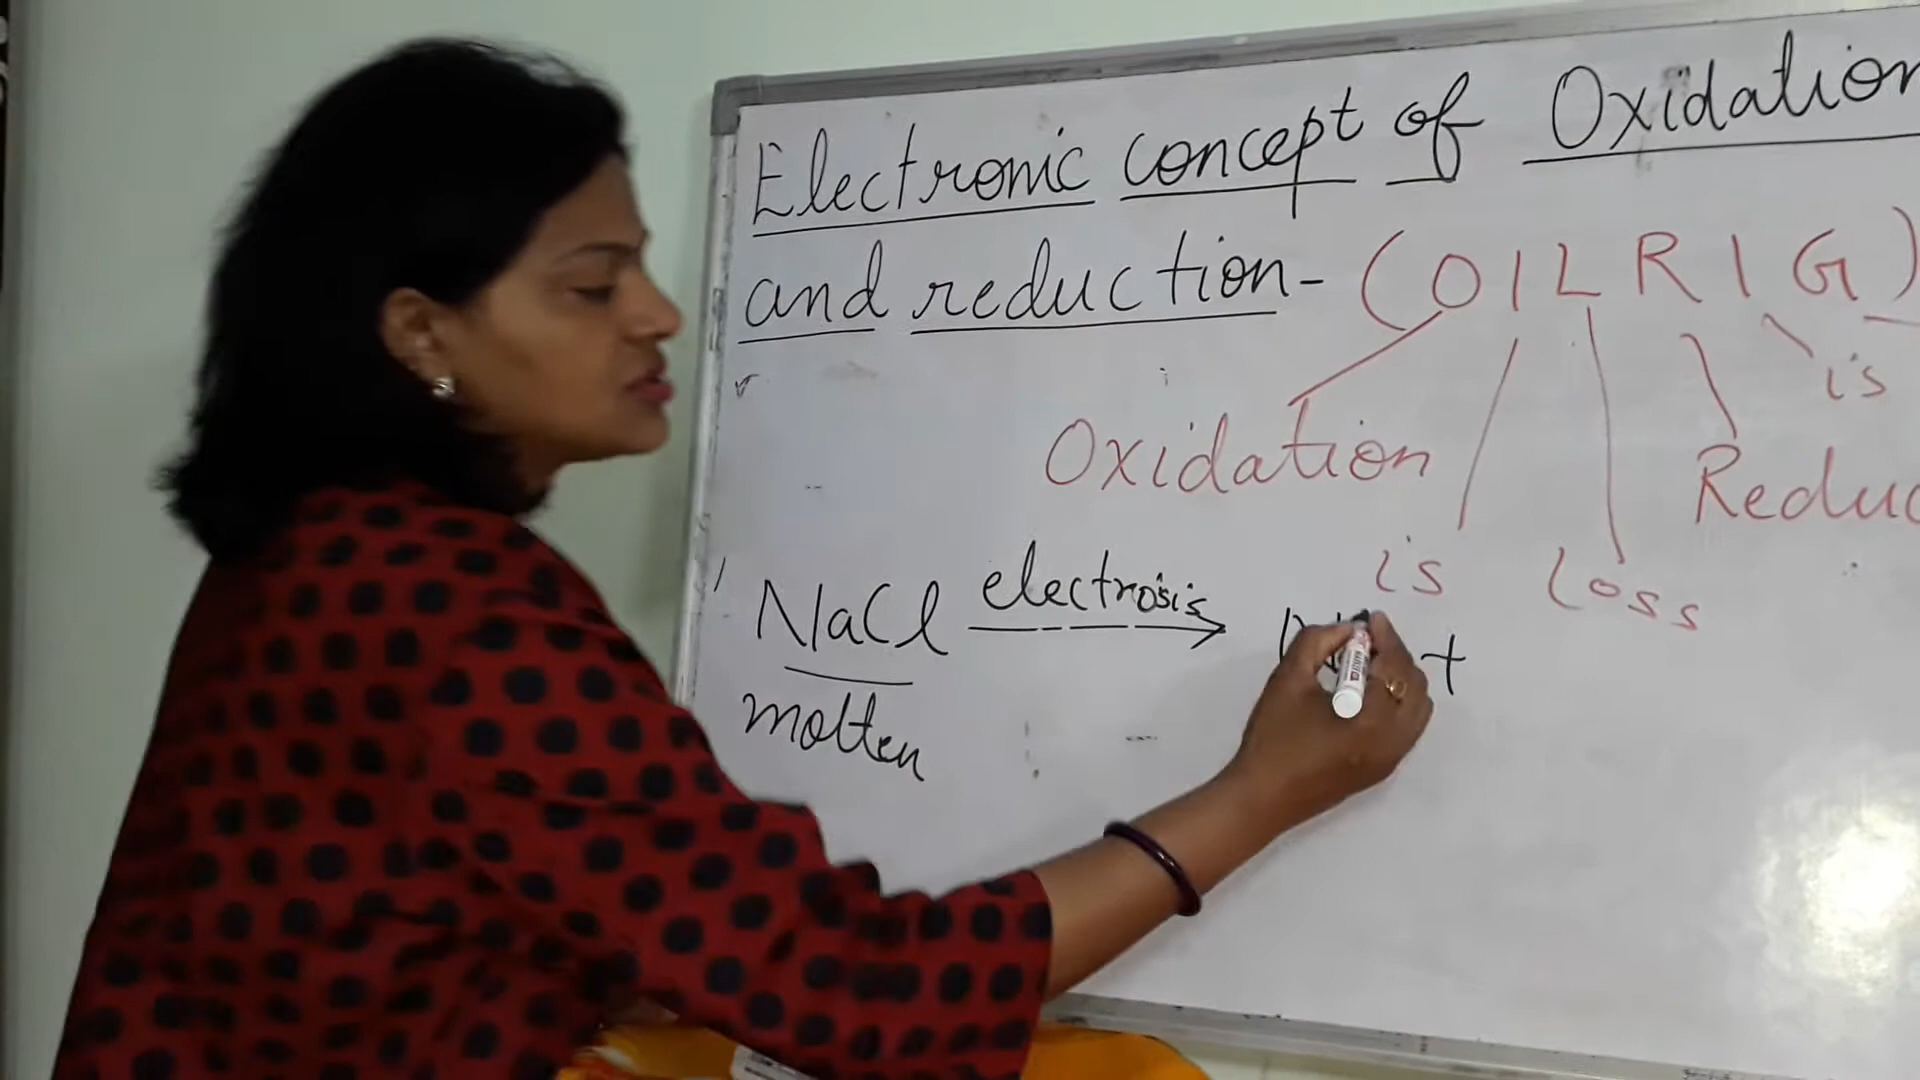 Electronic concept of Oxidation
and reduction- (OILRIG)
is
Oxidation
Reduc
is Loss
electrosis
NaCl → +
molten